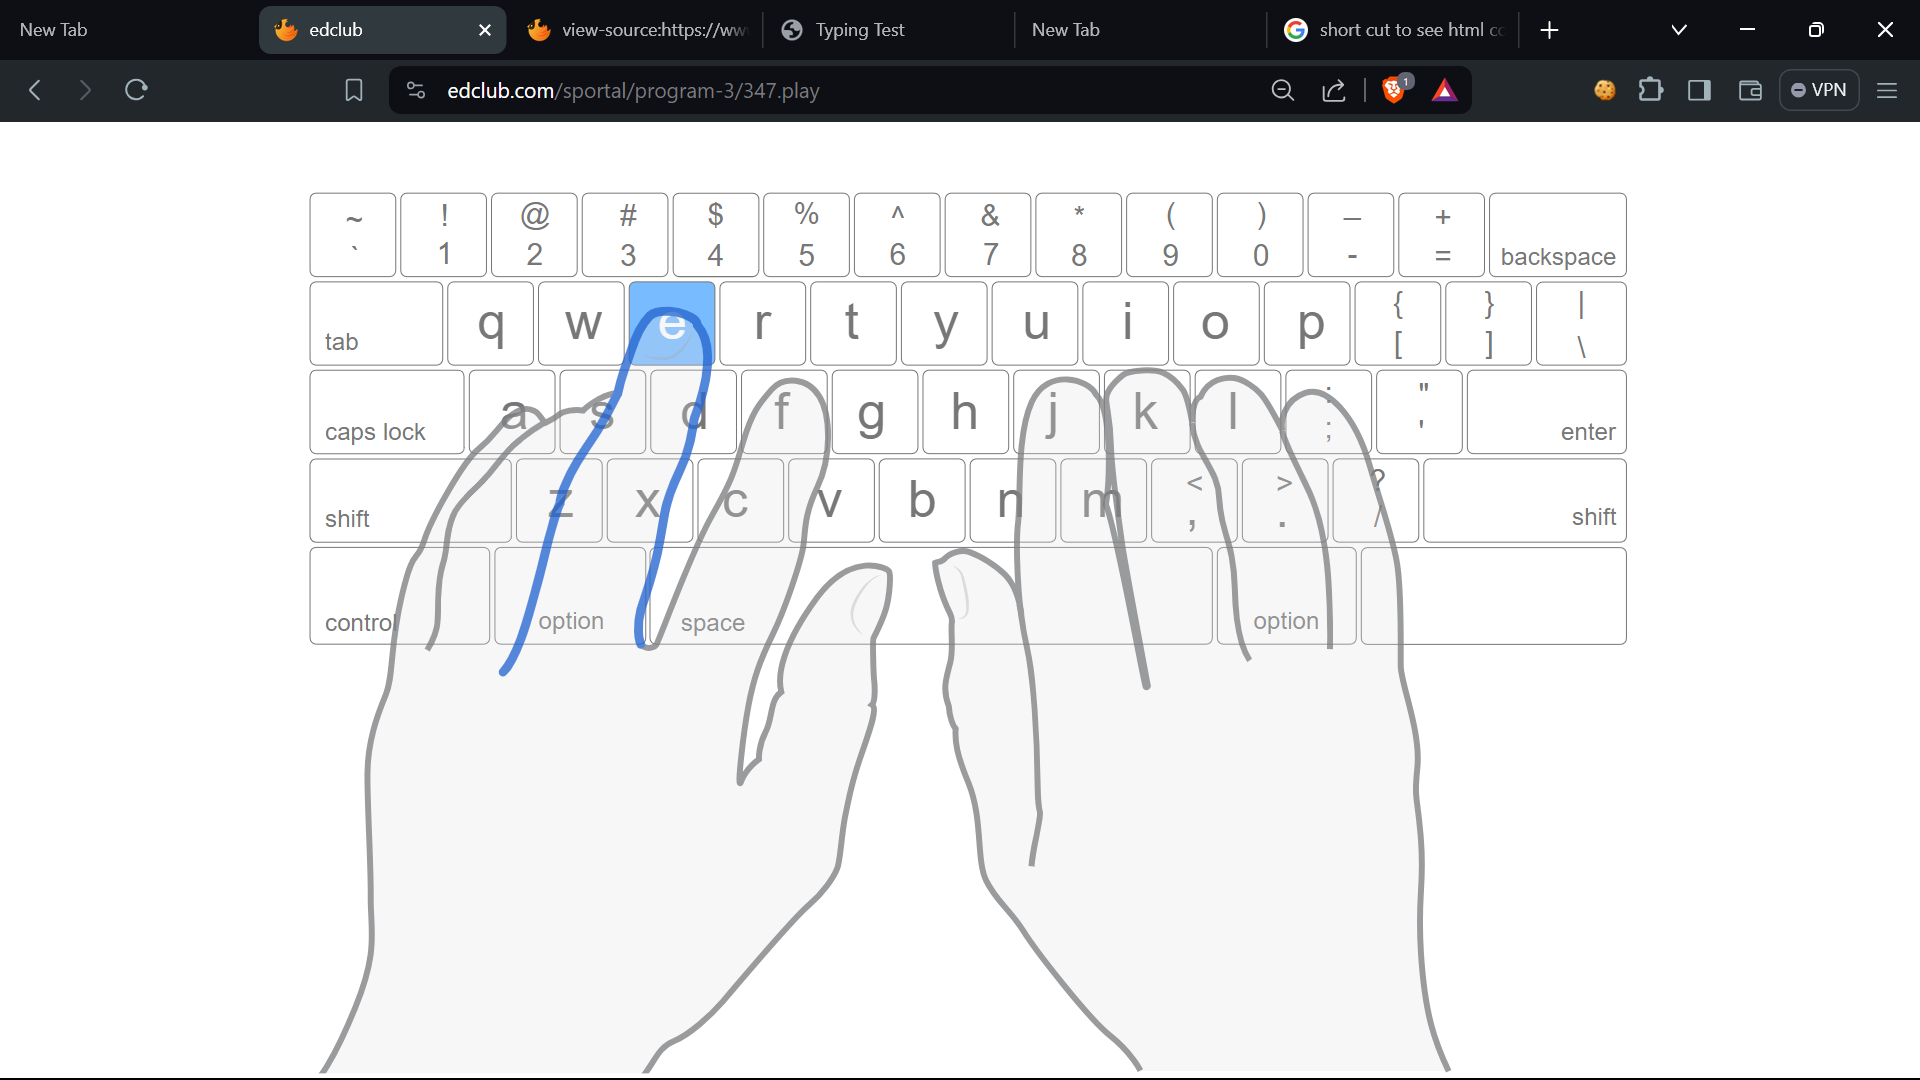 New Tab edclub view-source:https://ww Typing Test New Tab short cut to see html co
edclub.com/sportal/program-3/347.play 1 VPN
~ ! @ # $ % ^ & * ( ) _ +
` 1 2 3 4 5 6 7 8 9 0 - = backspace
tab q w e r t y u i o p { [ } ] | \
caps lock a s d f g h j k l : ; " ' enter
shift z x c v b n m < , > . ? / shift
control option space option